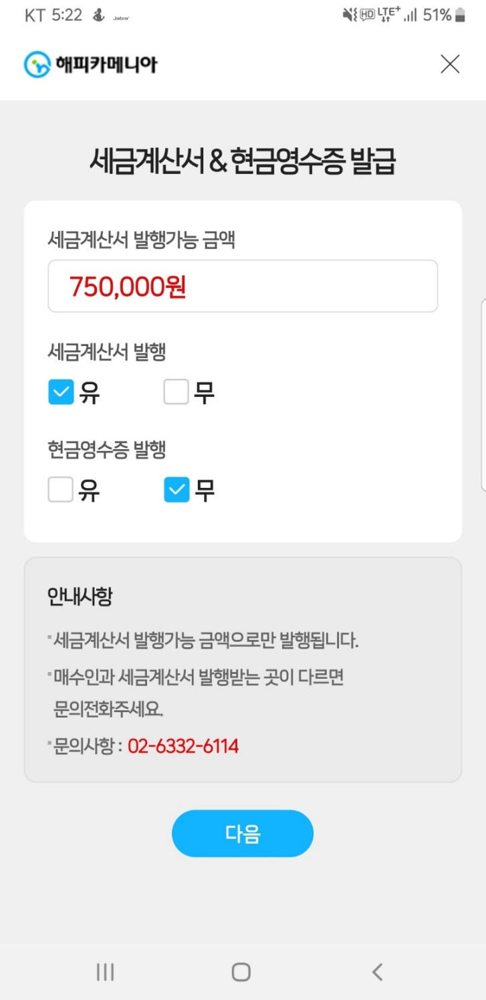 KT 5:22 Jabra HD LTE+ 51%
해피카메니아
세금계산서 & 현금영수증 발급
세금계산서 발행가능 금액
750,000원
세금계산서 발행
유 무
현금영수증 발행
유 무
안내사항
세금계산서 발행가능 금액으로만 발행됩니다.
매수인과 세금계산서 발행받는 곳이 다르면
문의전화주세요.
문의사항 : 02-6332-6114
다음